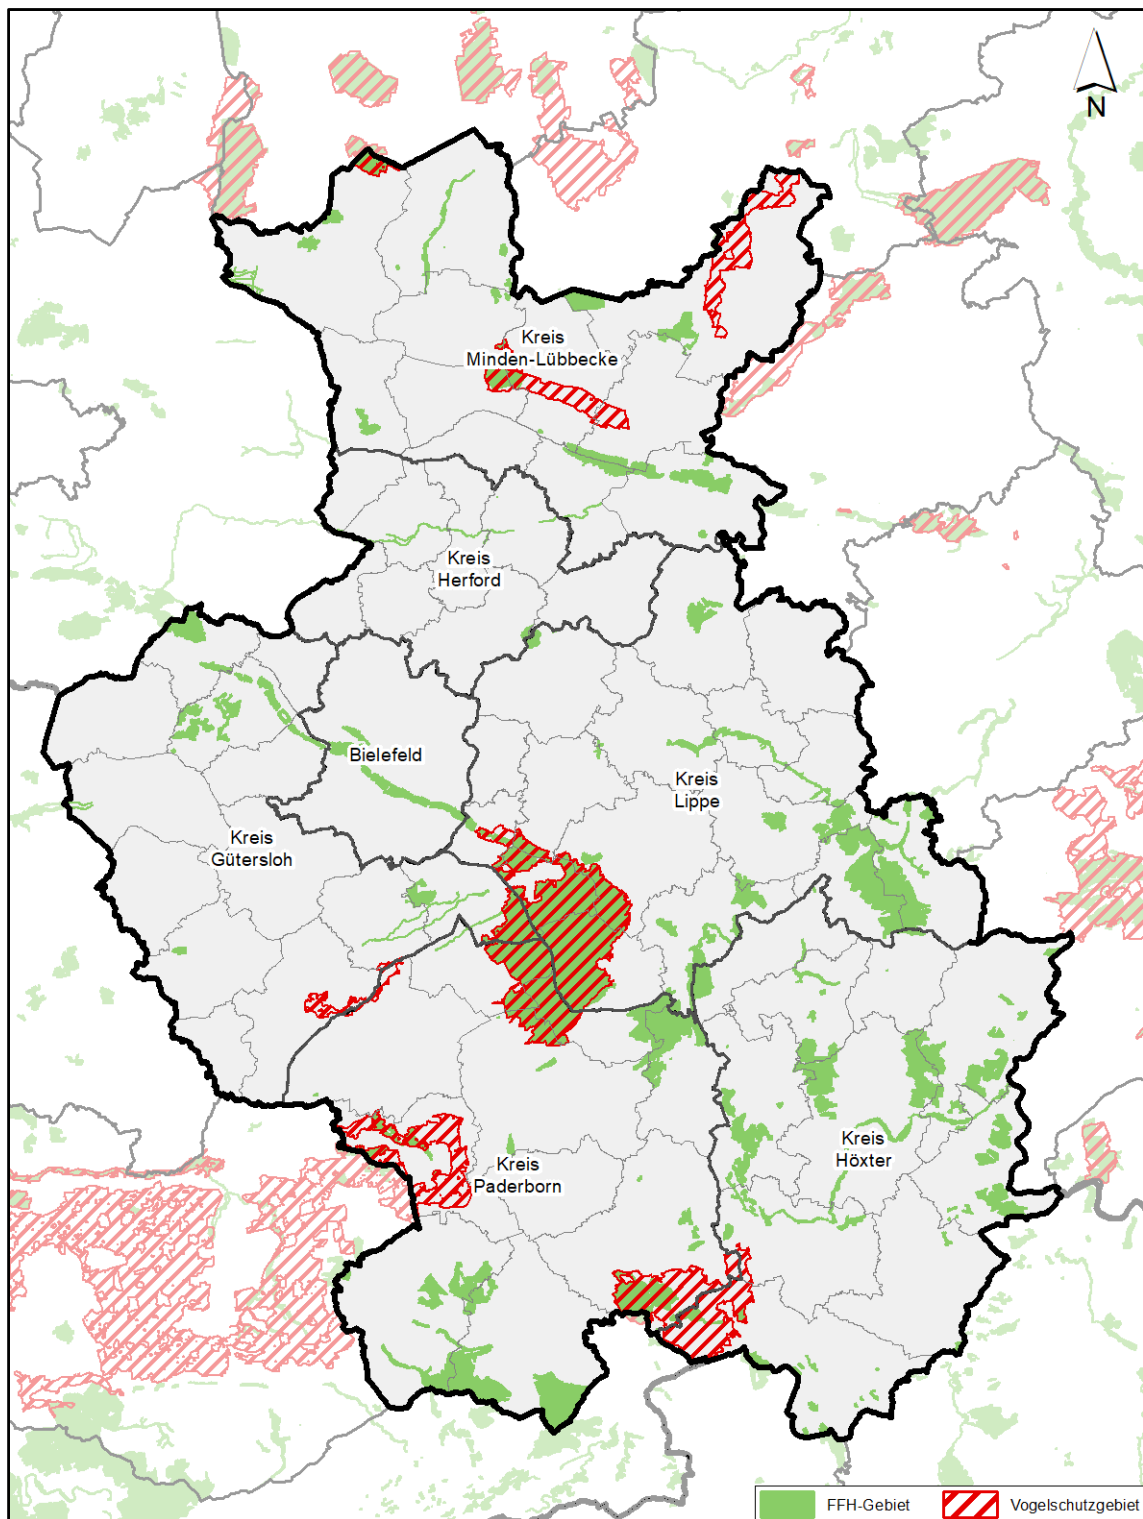 N
Kreis
Minden-Lübbecke
Kreis
Herford
Bielefeld
Kreis
Lippe
Kreis
Gütersloh
Kreis
Höxter
Kreis
Paderborn
FFH-Gebiet
Vogelschutzgebiet